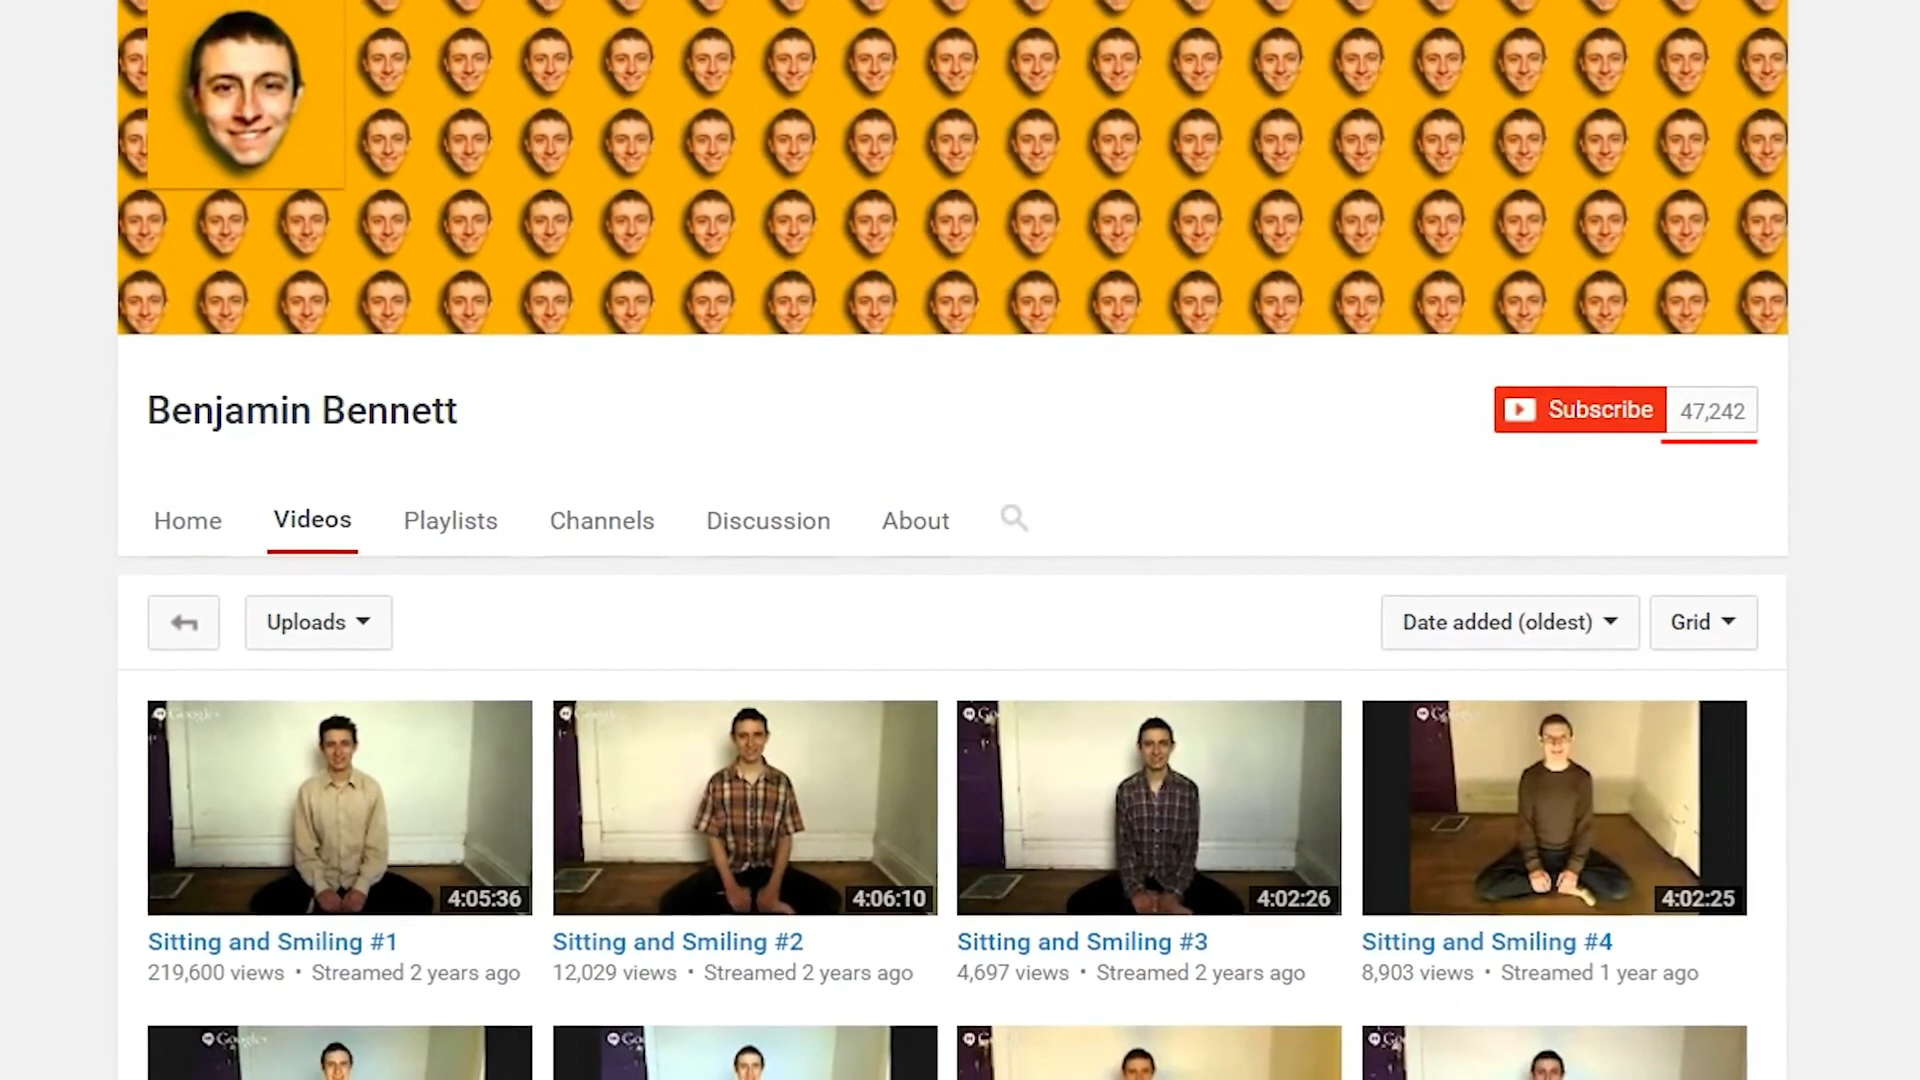 Benjamin Bennett
Subscribe 47,242
Home Videos Playlists Channels Discussion About
Uploads Date added (oldest) Grid
Google+
4:05:36 4:06:10 4:02:26 4:02:25
Sitting and Smiling #1 Sitting and Smiling #2 Sitting and Smiling #3 Sitting and Smiling #4
219,600 views • Streamed 2 years ago 12,029 views • Streamed 2 years ago 4,697 views • Streamed 2 years ago 8,903 views • Streamed 1 year ago
Google+